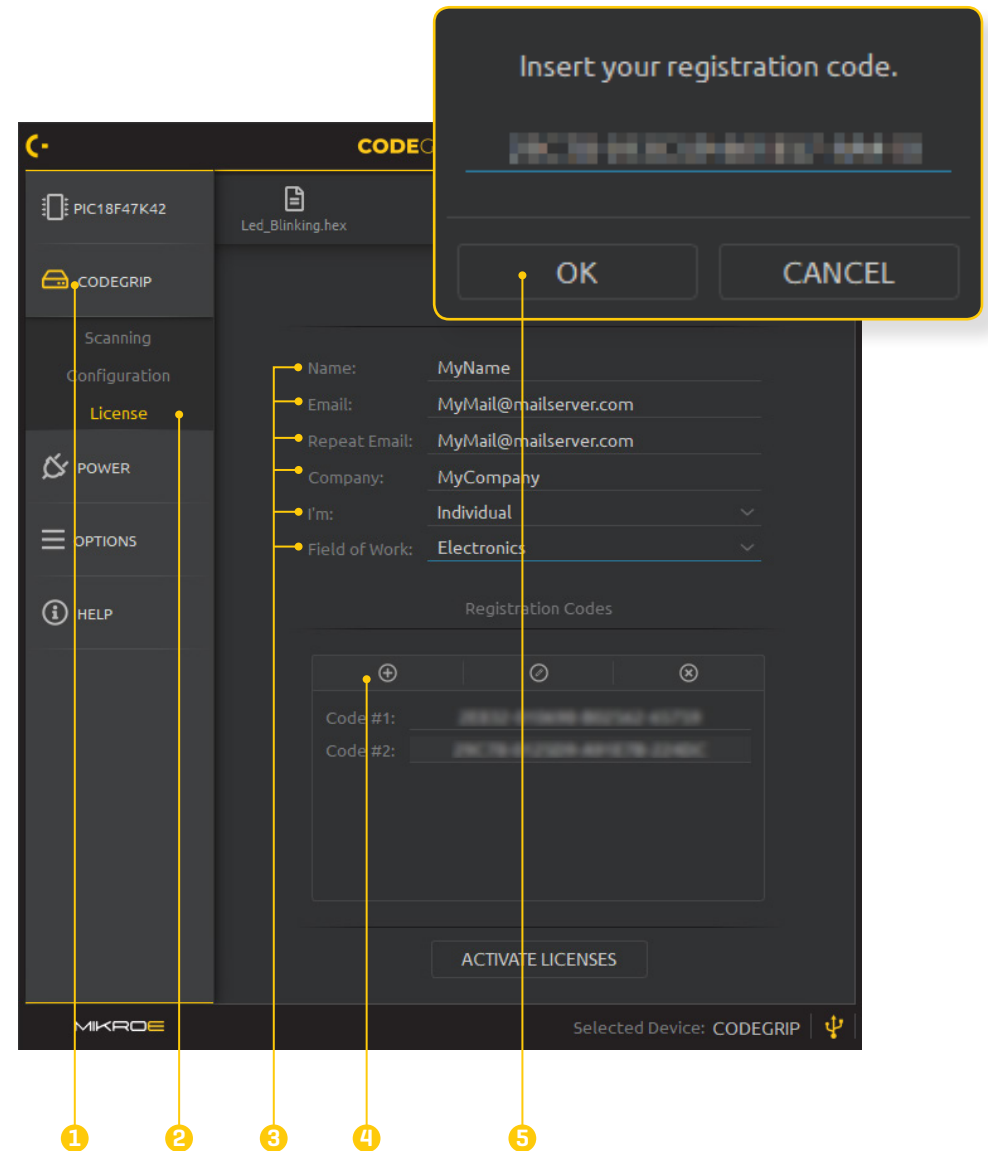 Insert your registration code.
OK
CANCEL
CODE
PIC18F47K42
Led_Blinking.hex
CODEGRIP
Scanning
Configuration
License
POWER
OPTIONS
HELP
Name: MyName
Email: MyMail@mailserver.com
Repeat Email: MyMail@mailserver.com
Company: MyCompany
I'm: Individual
Field of Work: Electronics
Registration Codes
Code #1:
Code #2:
ACTIVATE LICENSES
MIKROE
Selected Device: CODEGRIP
1 2 3 4 5